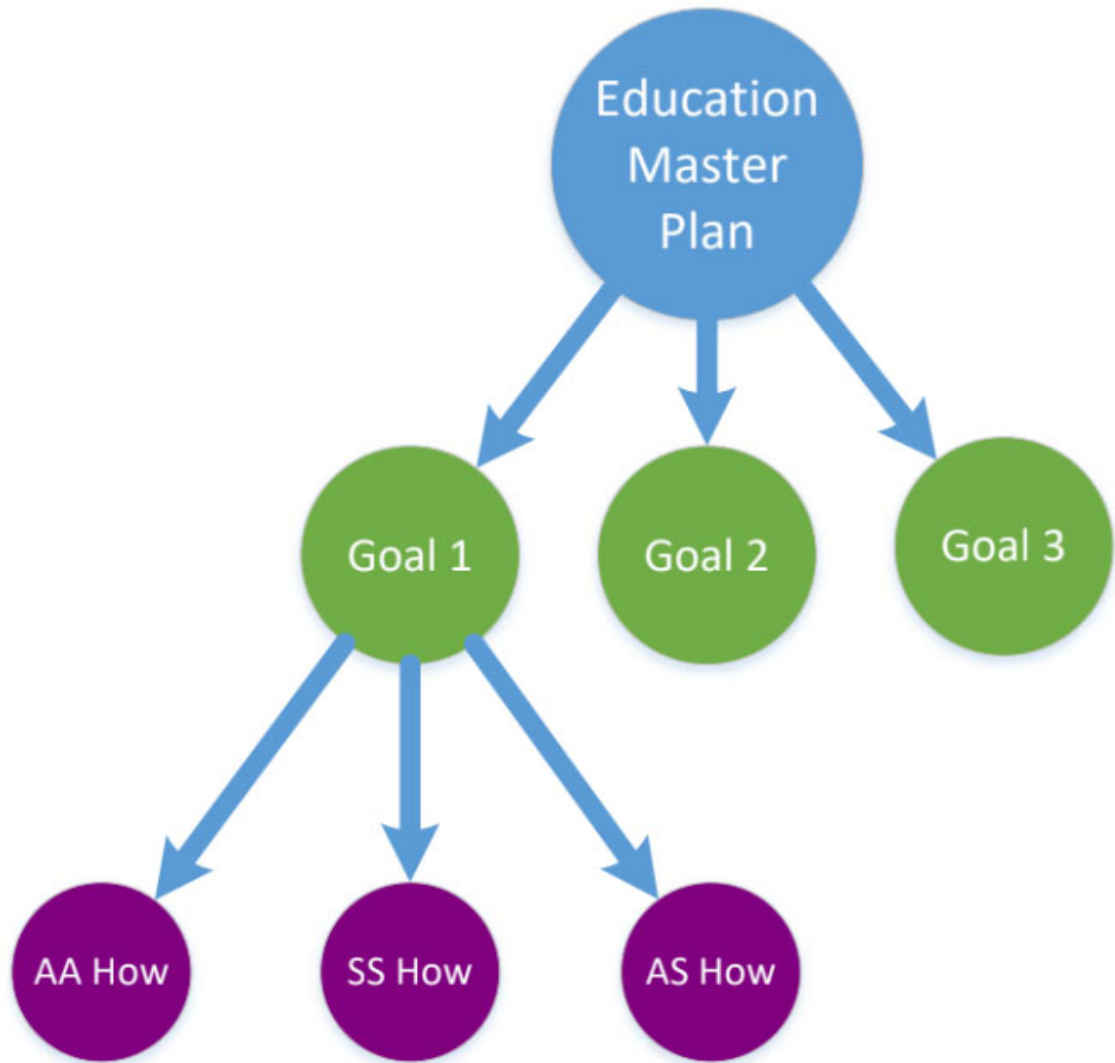 Education
Master
Plan
Goal 1
Goal 2
Goal 3
AA How
SS How
AS How